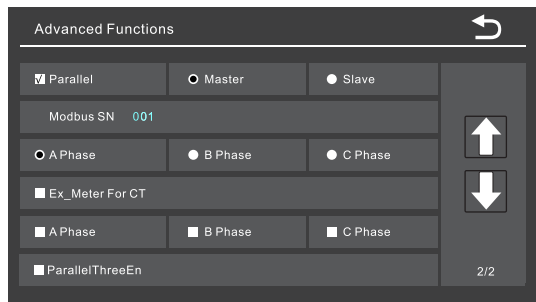 Advanced Functions
Parallel Master Slave
Modbus SN 001
A Phase B Phase C Phase
Ex_Meter For CT
A Phase B Phase C Phase
ParallelThreeEn 2/2